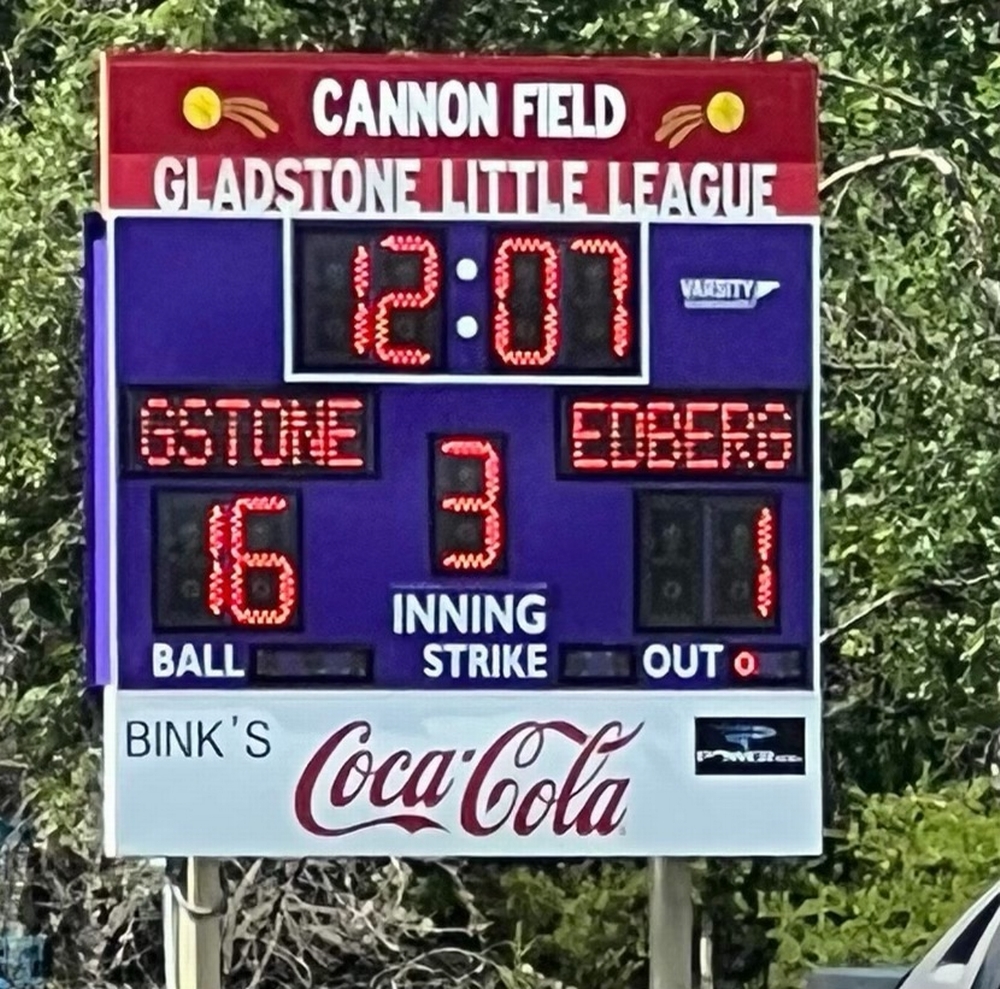 CANNON FIELD
GLADSTONE LITTLE LEAGUE
12:07
VARSITY
GSTONE
EDBERG
16
3
1
INNING
BALL
STRIKE
OUT
BINK'S
Coca-Cola